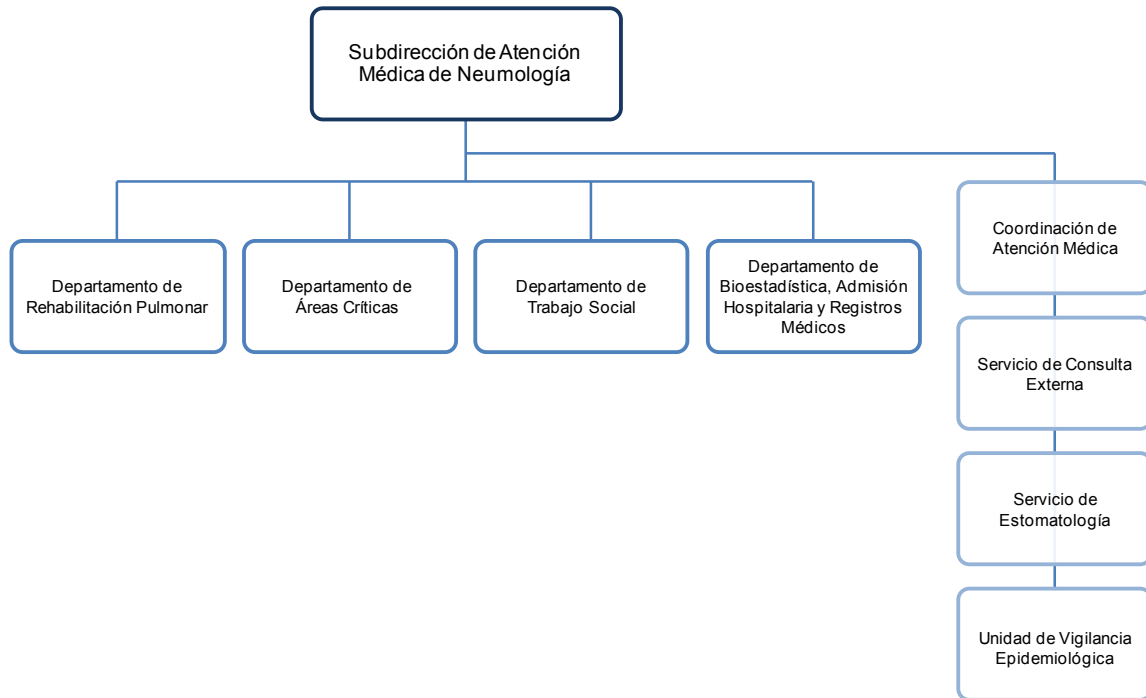 Subdirección de Atención
Médica de Neumología
Departamento de
Rehabilitación Pulmonar
Departamento de
Áreas Críticas
Departamento de
Trabajo Social
Departamento de
Bioestadística, Admisión
Hospitalaria y Registros
Médicos
Coordinación de
Atención Médica
Servicio de Consulta
Externa
Servicio de
Estomatología
Unidad de Vigilancia
Epidemiológica